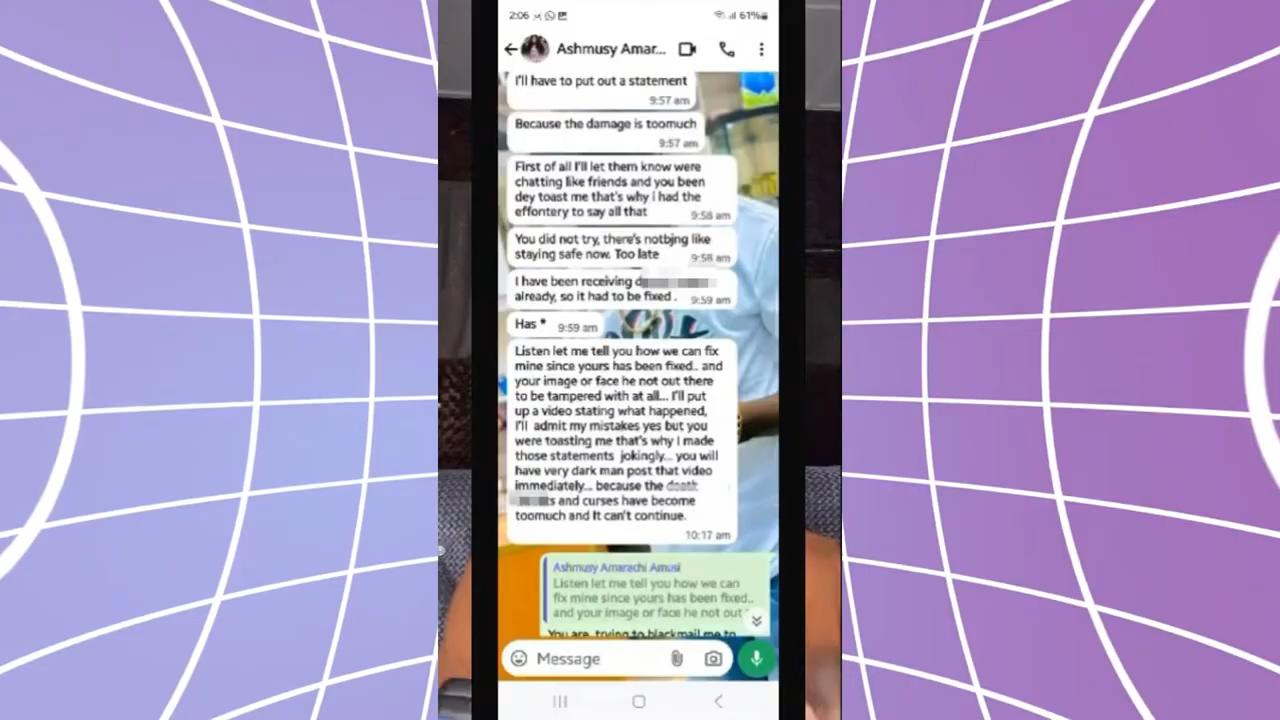 2:06
61%
Ashmusy Amar...
I'll have to put out a statement
9:57 am
Because the damage is toomuch
9:57 am
First of all I'll let them know were
chatting like friends and you been
dey toast me that's why i had the
effontery to say all that
9:58 am
You did not try, there's notbjng like
staying safe now. Too late
9:58 am
I have been receiving d
already, so it had to be fixed .
9:59 am
Has *
9:59 am
Listen let me tell you how we can fix
mine since yours has been fixed.. and
your image or face he not out there
to be tampered with at all... I'll put
up a video stating what happened,
I'll admit my mistakes yes but you
were toasting me that's why I made
those statements jokingly... you will
have very dark man post that video
immediately... because the death
s and curses have become
toomuch and It can't continue.
10:17 am
Ashmusy Amarachi Amusi
Listen let me tell you how we can
fix mine since yours has been fixed..
and your image or face he not out
You are trying to blackmail me to
Message